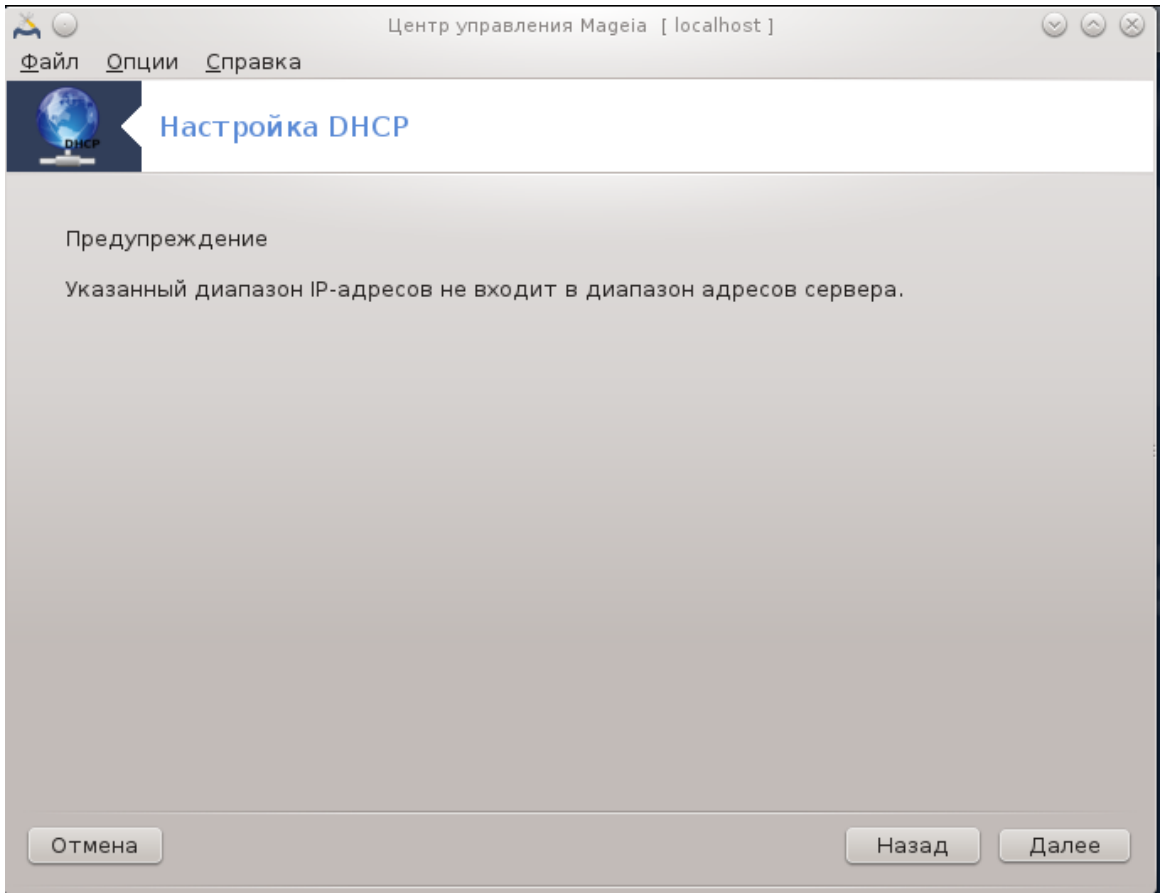 Центр управления Mageia [ localhost ]
Файл Опции Справка
DHCP
Настройка DHCP
Предупреждение
Указанный диапазон IP-адресов не входит в диапазон адресов сервера.
Отмена Назад Далее